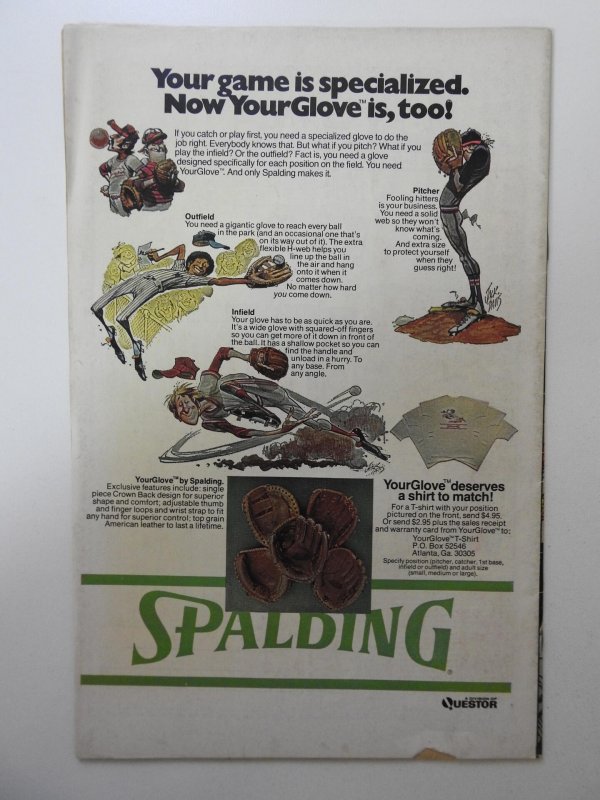 Your game is specialized.
Now YourGlove™ is, too!
If you catch or play first, you need a specialized glove to do the
job right. Everybody knows that. But what if you pitch? What if you
play the infield? Or the outfield? Fact is, you need a glove
designed specifically for each position on the field. You need
YourGlove™. And only Spalding makes it.
Pitcher
Fooling hitters
is your business.
You need a solid
web so they won't
know what's
coming.
And extra size
to protect yourself
when they
guess right!
Outfield
You need a gigantic glove to reach every ball
in the park (and an occasional one that's
on its way out of it). The extra
flexible H-web helps you
line up the ball in
the air and hang
onto it when it
comes down.
No matter how hard
you come down.
JACK
DAVIS
Infield
Your glove has to be as quick as you are.
It's a wide glove with squared-off fingers
so you can get more of it down in front of
the ball. It has a shallow pocket so you can
find the handle and
unload in a hurry. To
any base. From
any angle.
YourGlove™ by Spalding.
Exclusive features include: single
piece Crown Back design for superior
shape and comfort; adjustable thumb
and finger loops and wrist strap to fit
any hand for superior control; top grain
American leather to last a lifetime.
YourGlove™ deserves
a shirt to match!
For a T-shirt with your position
pictured on the front, send $4.95.
Or send $2.95 plus the sales receipt
and warranty card from YourGlove™ to:
YourGlove™ T-Shirt
P.O. Box 52546
Atlanta, Ga. 30305
Specify position (pitcher, catcher, 1st base,
infield or outfield) and adult size
(small, medium or large).
SPALDING®
A DIVISION OF
QUESTOR